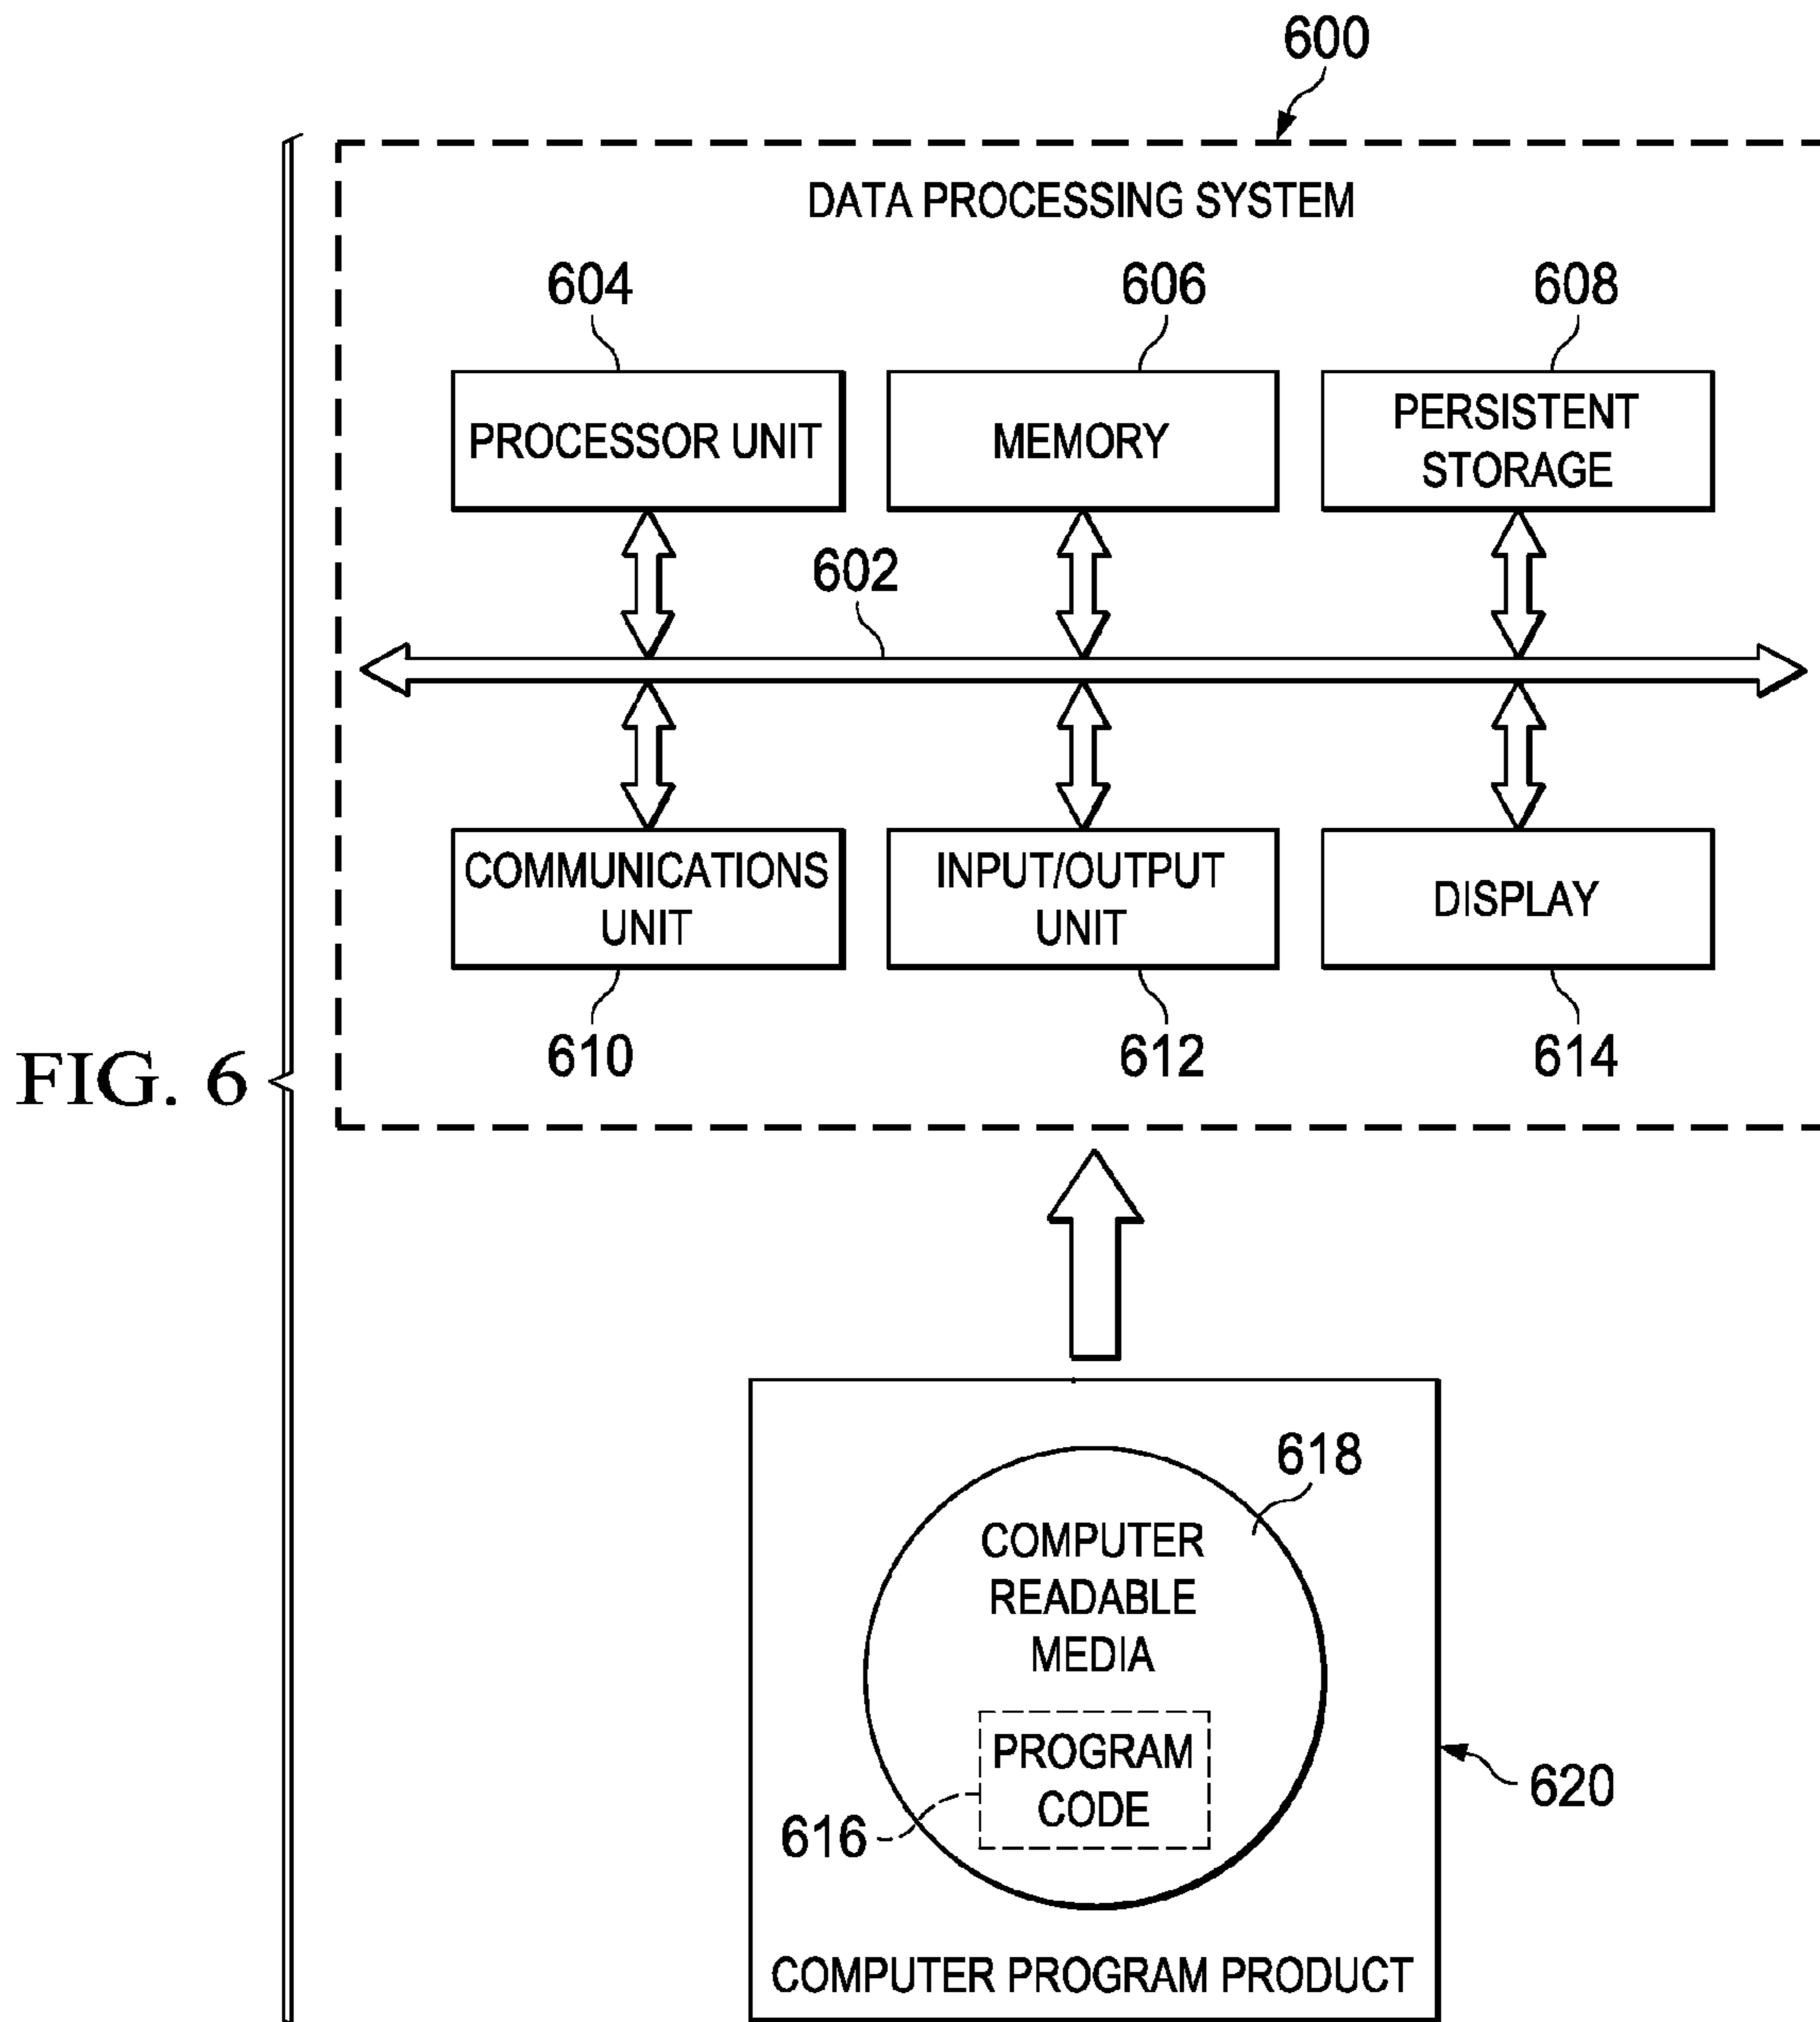 600
DATA PROCESSING SYSTEM
604
606
608
PROCESSOR UNIT
MEMORY
PERSISTENT
STORAGE
602
COMMUNICATIONS
UNIT
INPUT/OUTPUT
UNIT
DISPLAY
610
612
614
FIG. 6
618
COMPUTER
READABLE
MEDIA
PROGRAM
CODE
616
620
COMPUTER PROGRAM PRODUCT